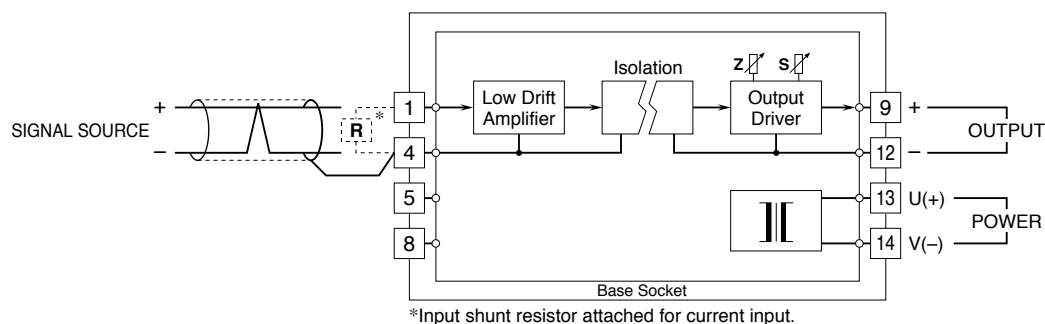 Isolation
Z S
Low Drift
Amplifier
Output
Driver
SIGNAL SOURCE
+
–
R
*
1
4
5
8
9
+
12
–
OUTPUT
13
U(+)
14
V(–)
POWER
Base Socket
*Input shunt resistor attached for current input.